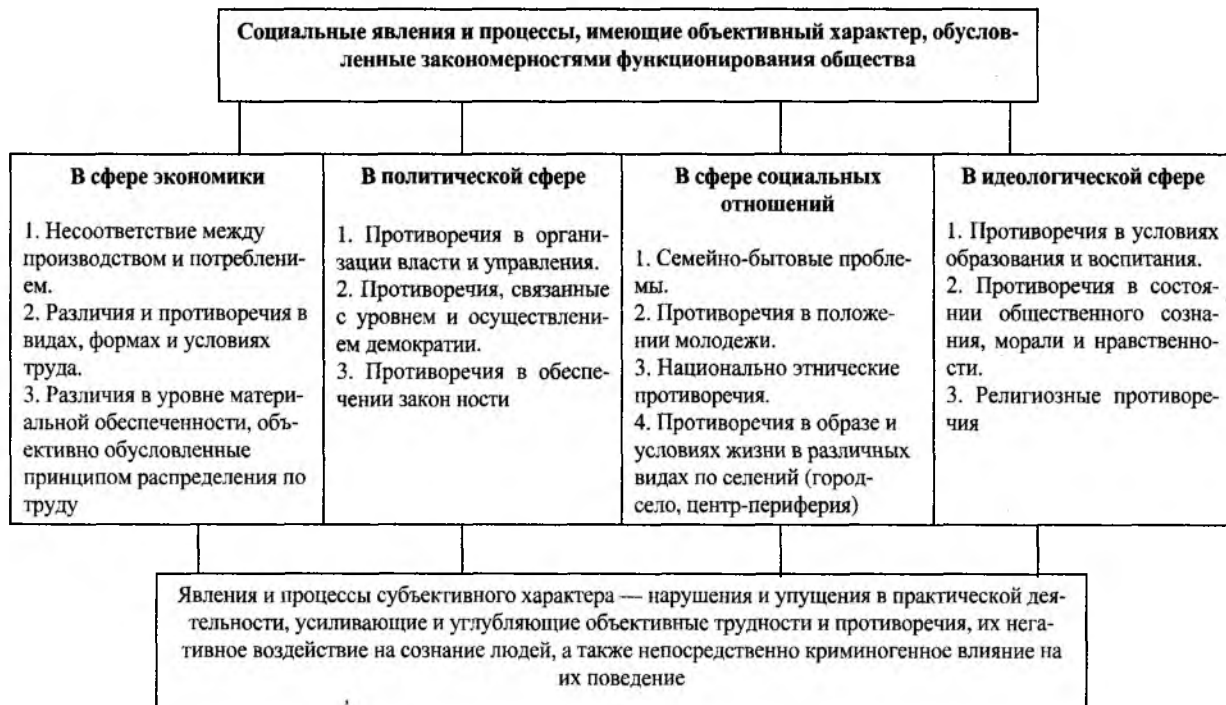 Социальные явления и процессы, имеющие объективный характер, обуслов-
ленные закономерностями функционирования общества
В сфере экономики
1. Несоответствие между
производством и потреблени-
ем.
2. Различия и противоречия в
видах, формах и условиях
труда.
3. Различия в уровне матери-
альной обеспеченности, объ-
ективно обусловленные
принципом распределения по
труду
В политической сфере
1. Противоречия в органи-
зации власти и управления.
2. Противоречия, связанные
с уровнем и осуществлени-
ем демократии.
3. Противоречия в обеспе-
чении закон ности
В сфере социальных
отношений
1. Семейно-бытовые пробле-
мы.
2. Противоречия в положе-
нии молодежи.
3. Национально этнические
противоречия.
4. Противоречия в образе и
условиях жизни в различных
видах по селений (город-
село, центр-периферия)
В идеологической сфере
1. Противоречия в условиях
образования и воспитания.
2. Противоречия в состоя-
нии общественного созна-
ния, морали и нравственно-
сти.
3. Религиозные противоре-
чия
Явления и процессы субъективного характера — нарушения и упущения в практической дея-
тельности, усиливающие и углубляющие объективные трудности и противоречия, их нега-
тивное воздействие на сознание людей, а также непосредственно криминогенное влияние на
их поведение